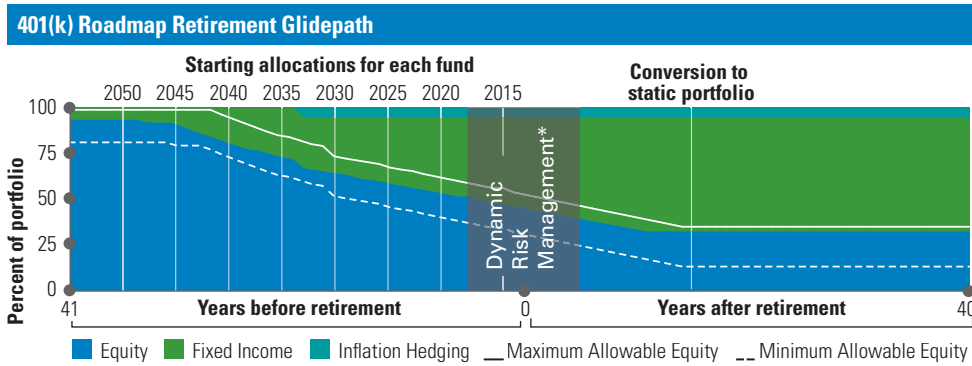 401(k) Roadmap Retirement Glidepath
Starting allocations for each fund
2050 2045 2040 2035 2030 2025 2020 2015
Conversion to
static portfolio
Percent of portfolio
100
75
50
25
0
Dynamic
Risk
Management*
41 Years before retirement 0 Years after retirement 40
Equity Fixed Income Inflation Hedging Maximum Allowable Equity Minimum Allowable Equity